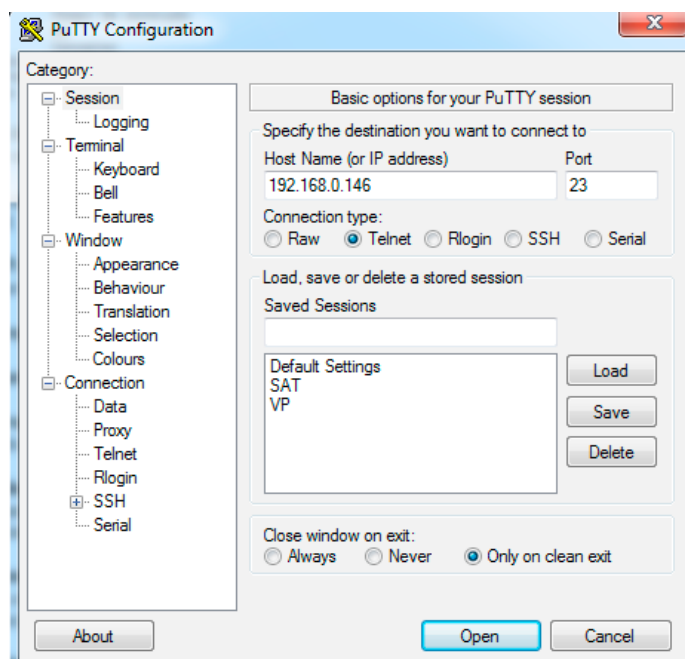 PuTTY Configuration
Category:
Session
Logging
Terminal
Keyboard
Bell
Features
Window
Appearance
Behaviour
Translation
Selection
Colours
Connection
Data
Proxy
Telnet
Rlogin
SSH
Serial
Basic options for your PuTTY session
Specify the destination you want to connect to
Host Name (or IP address) Port
192.168.0.146 23
Connection type:
Raw Telnet Rlogin SSH Serial
Load, save or delete a stored session
Saved Sessions
Default Settings
SAT
VP
Load
Save
Delete
Close window on exit:
Always Never Only on clean exit
About Open Cancel